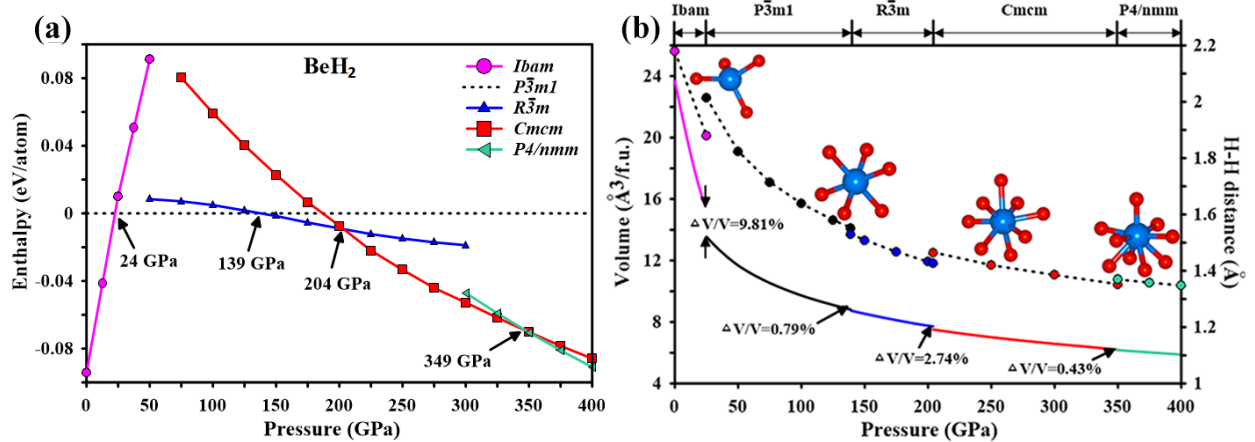 (a)
BeH₂
Ibam
P3̅m1
R3̅m
Cmcm
P4/nmm
Enthalpy (eV/atom)
0.08
0.04
0
-0.04
-0.08
24 GPa
139 GPa
204 GPa
349 GPa
0 50 100 150 200 250 300 350 400
Pressure (GPa)
(b)
Ibam P3̅m1 R3̅m Cmcm P4/nmm
Volume (Å³/f.u.)
24
20
16
12
8
4
△V/V=9.81%
△V/V=0.79%
△V/V=2.74%
△V/V=0.43%
2.2
2
1.8
1.6
1.4
1.2
1
H-H distance (Å)
0 50 100 150 200 250 300 350 400
Pressure (GPa)